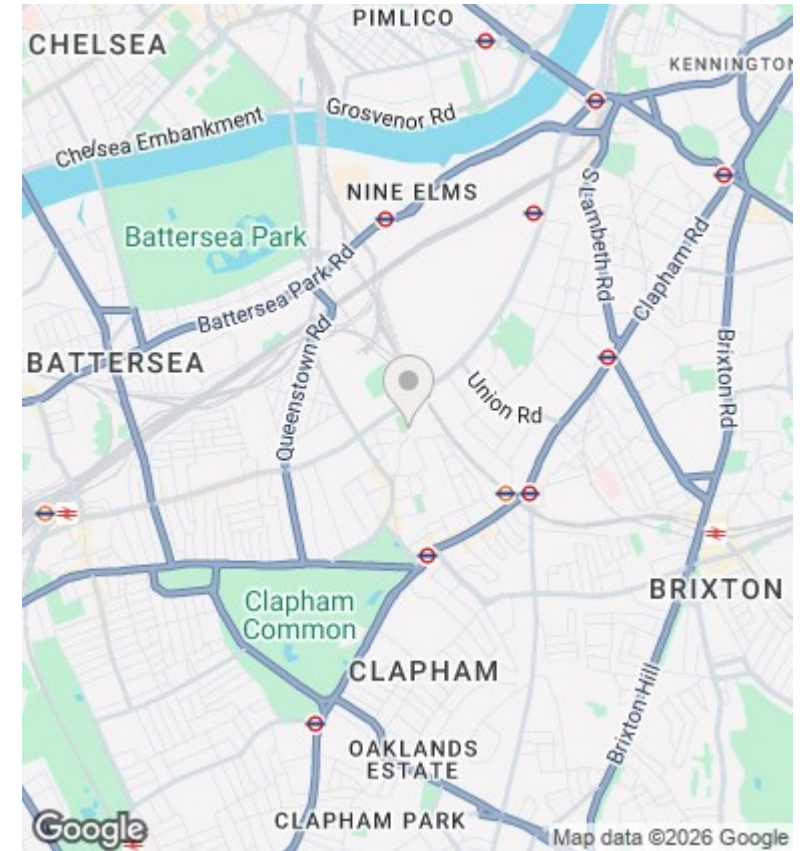 PIMLICO
CHELSEA
KENNINGTON
Grosvenor Rd
Chelsea Embankment
NINE ELMS
S Lambeth Rd
Battersea Park
Clapham Rd
Battersea Park Rd
BATTERSEA
Queenstown Rd
Brixton Rd
Union Rd
BRIXTON
Clapham
Common
CLAPHAM
Brixton Hill
OAKLANDS
ESTATE
CLAPHAM PARK
Google
Map data ©2026 Google